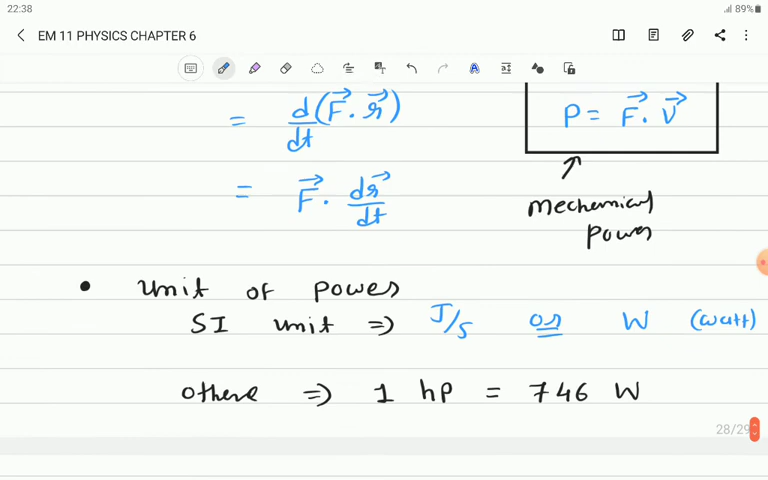 22:38 89%
EM 11 PHYSICS CHAPTER 6
= d/dt (F⃗ . r⃗)
P = F⃗ . v⃗
= F⃗ . dr⃗/dt
mechanical
power
• Unit of power
SI unit ⇒ J/s or W (watt)
others ⇒ 1 hp = 746 W
28/29